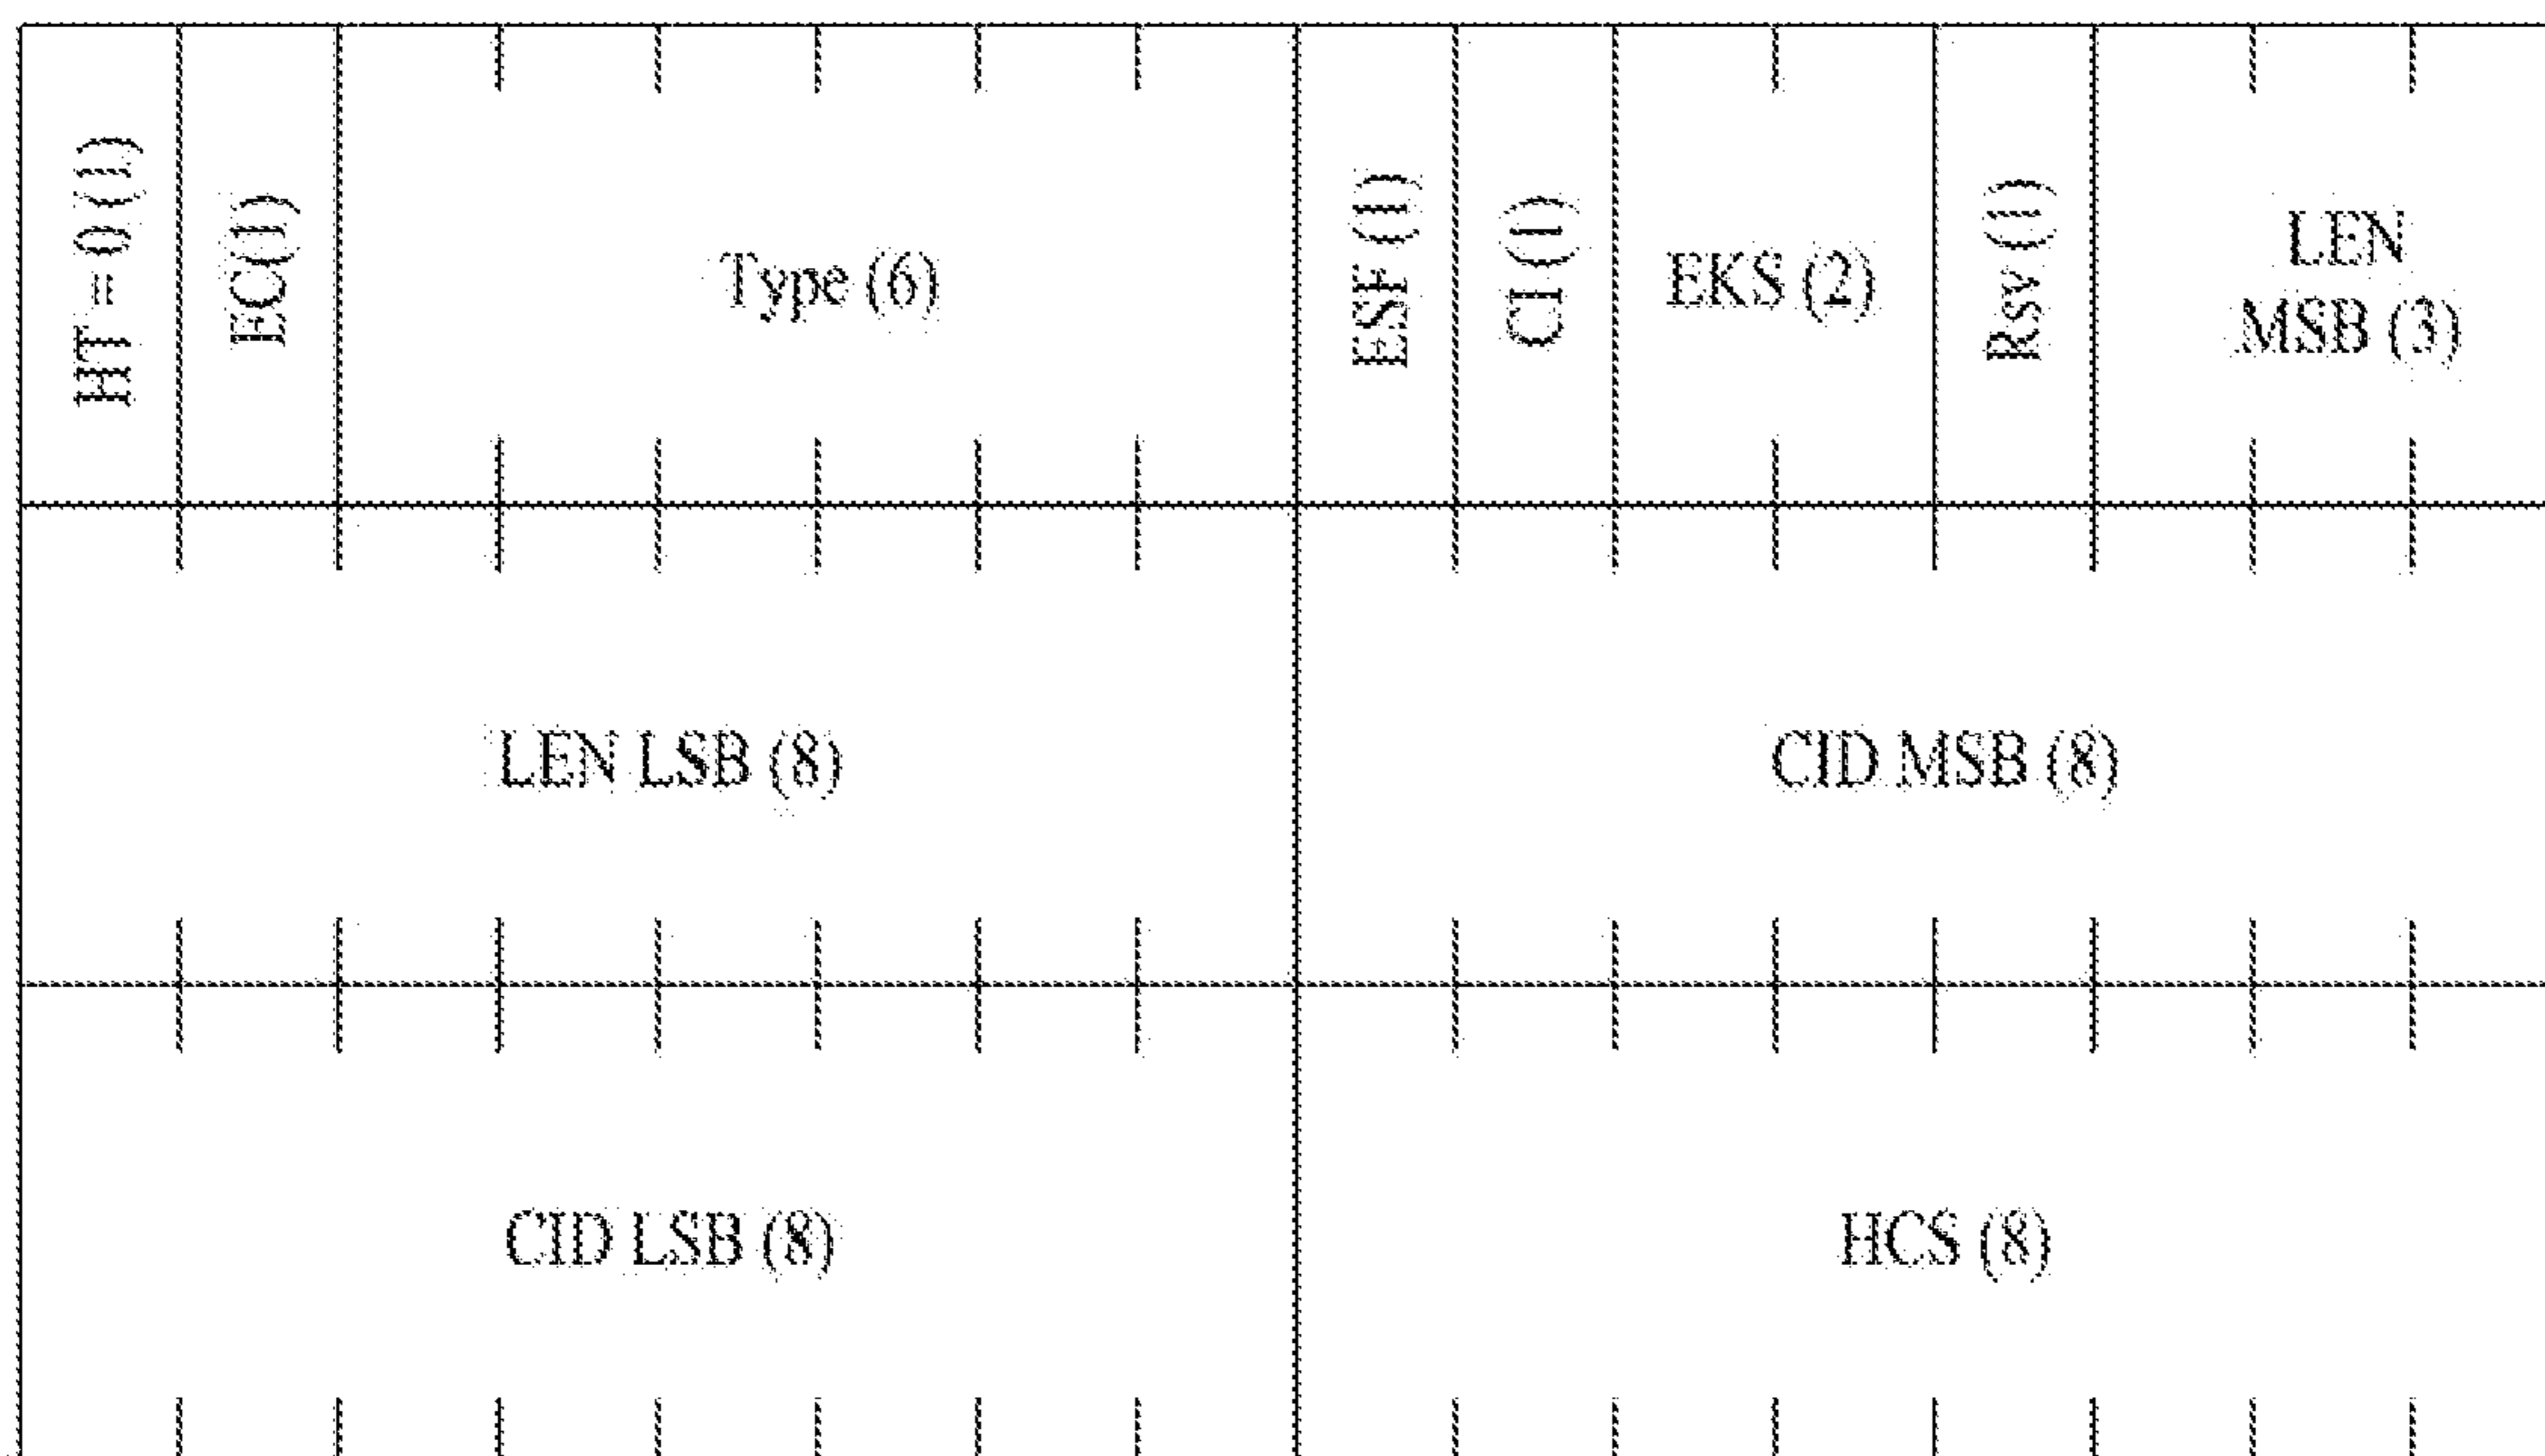 HT = 0 (1)
EC(1)
Type (6)
ESF (1)
CI (1)
EKS (2)
Rsv (1)
LEN
MSB (3)
LEN LSB (8)
CID MSB (8)
CID LSB (8)
HCS (8)